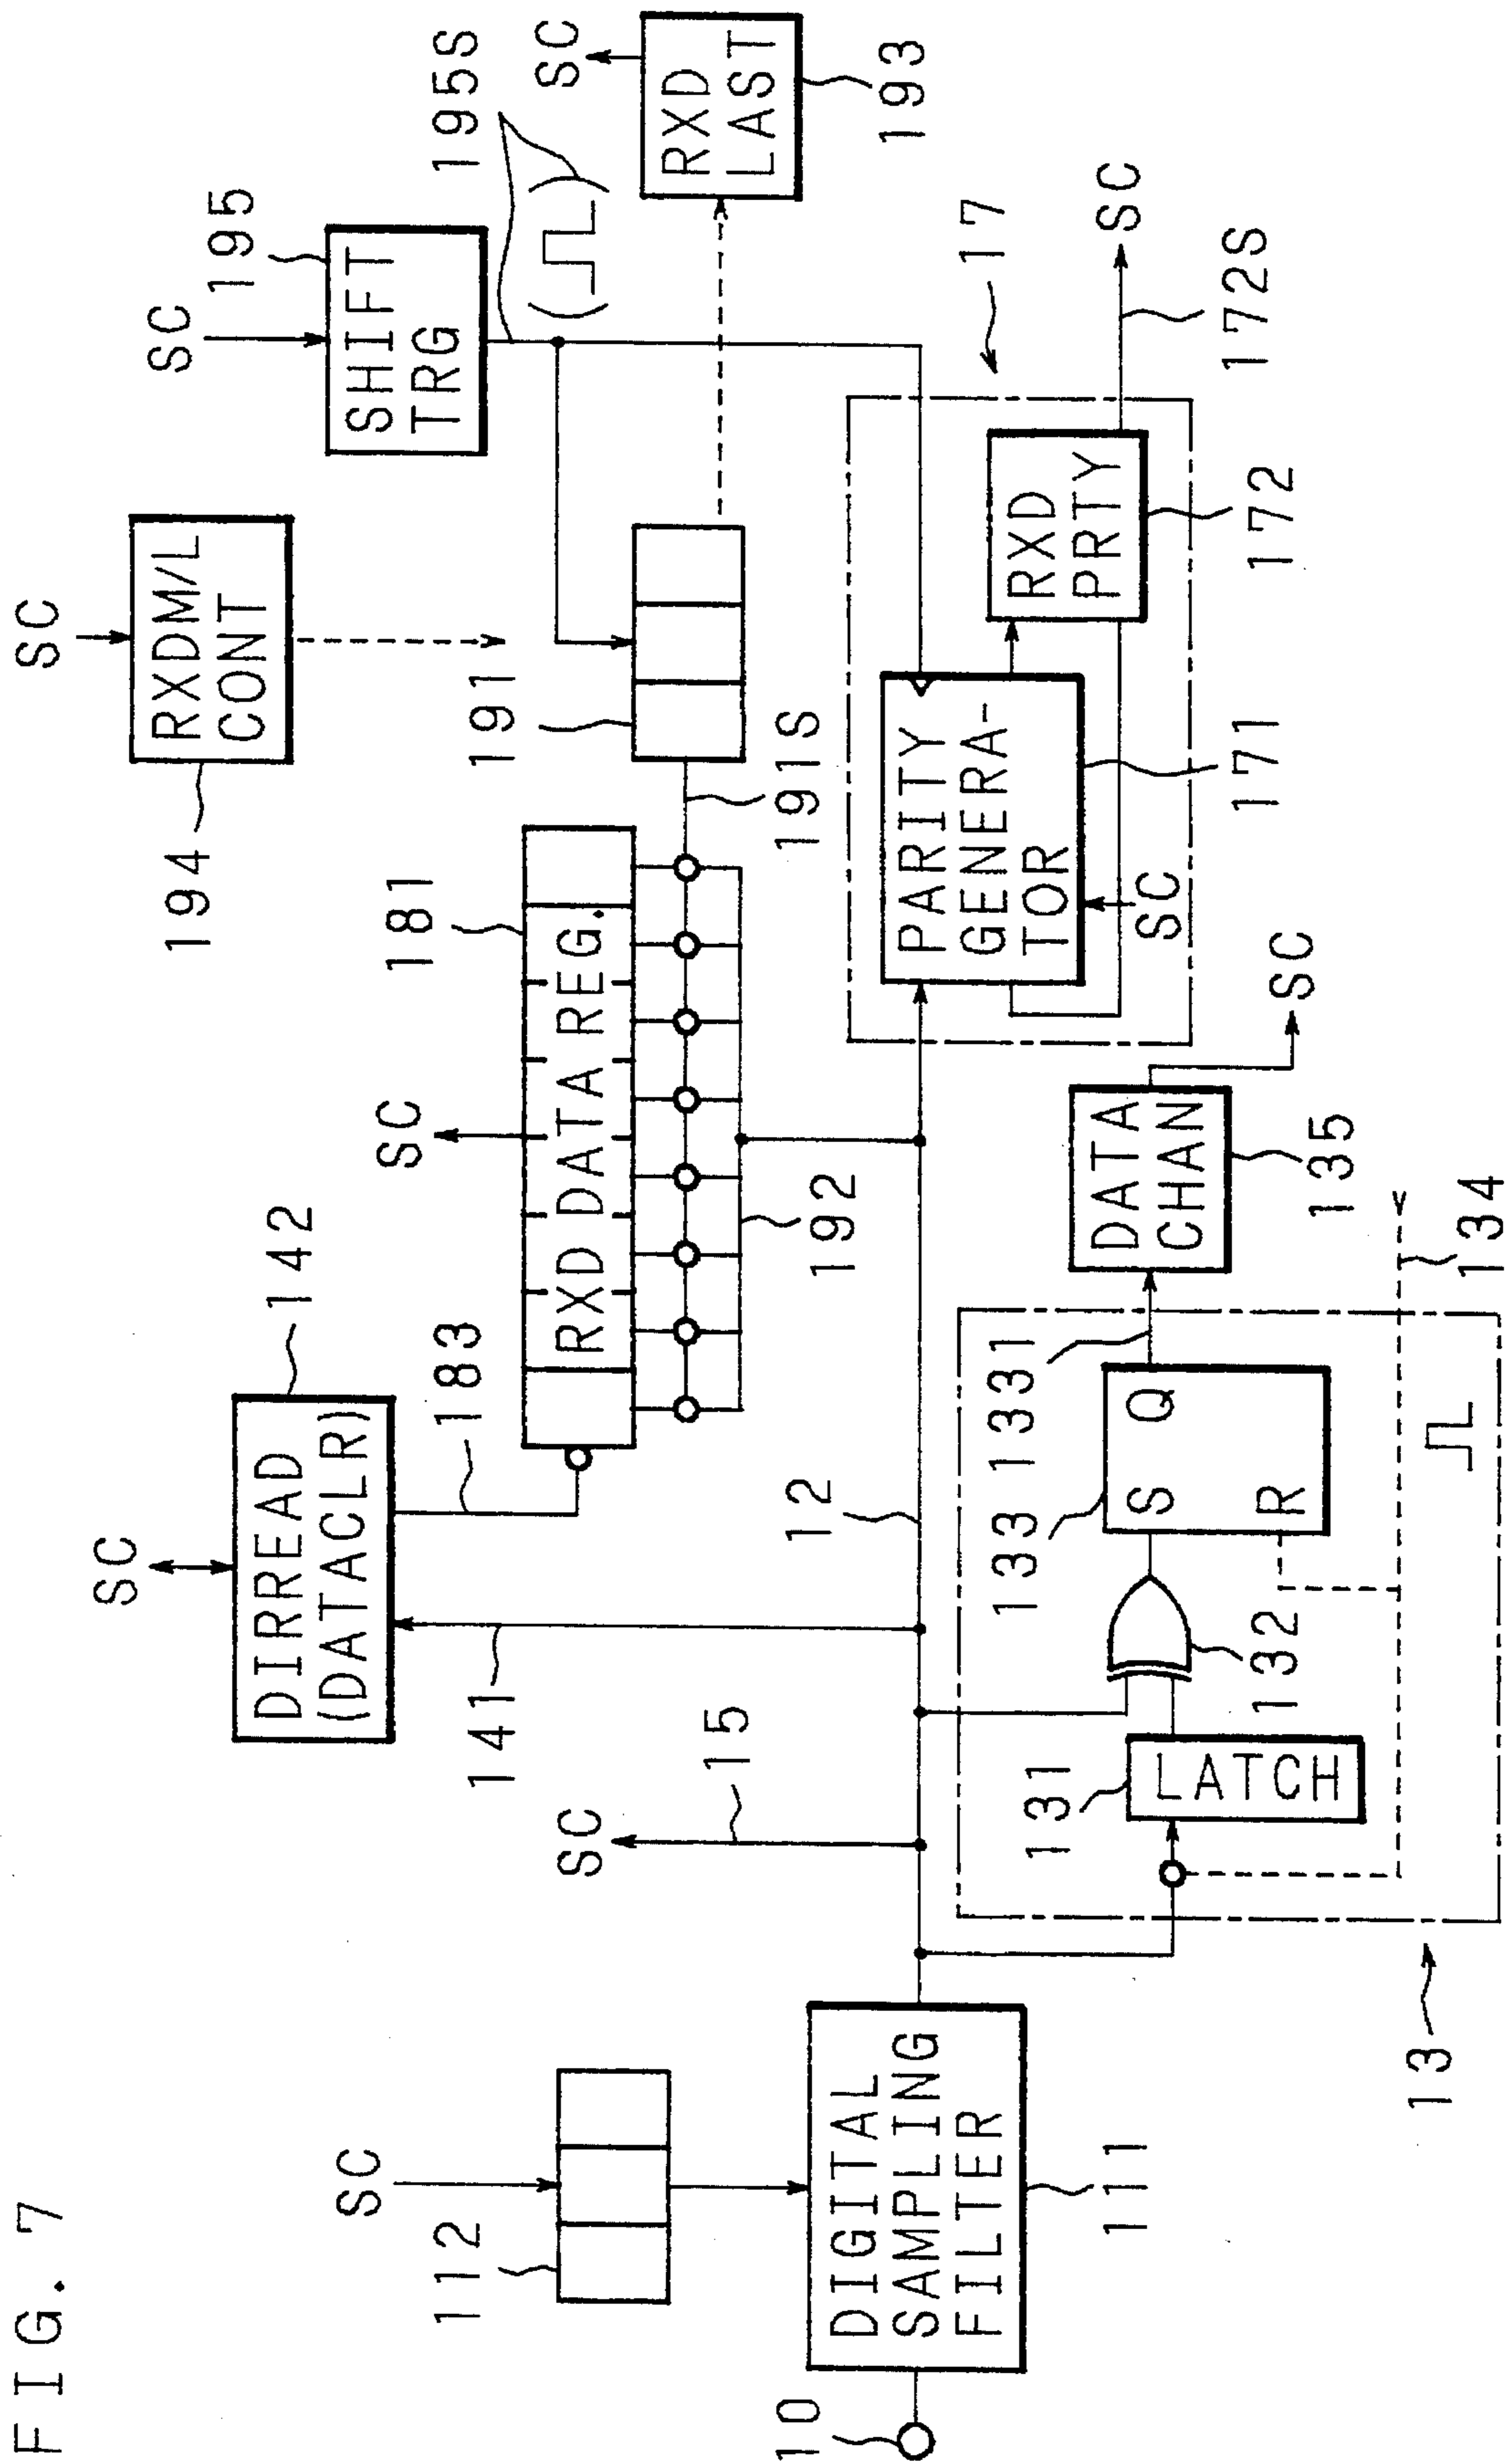 FIG. 7
SC
RXDM/L
CONT
194
SC
SHIFT
TRG
195
195S
SC
RXD
LAST
193
SC
DIRREAD
(DATACLR)
142
183
141
SC
RXD DATA REG.
181
191
191S
192
SC
15
12
SC
112
10
DIGITAL
SAMPLING
FILTER
111
13
131
LATCH
132
133
S
Q
R
1331
134
DATA
CHAN
135
SC
17
PARITY
GENERA-
TOR
171
SC
RXD
PRTY
172
172S
SC